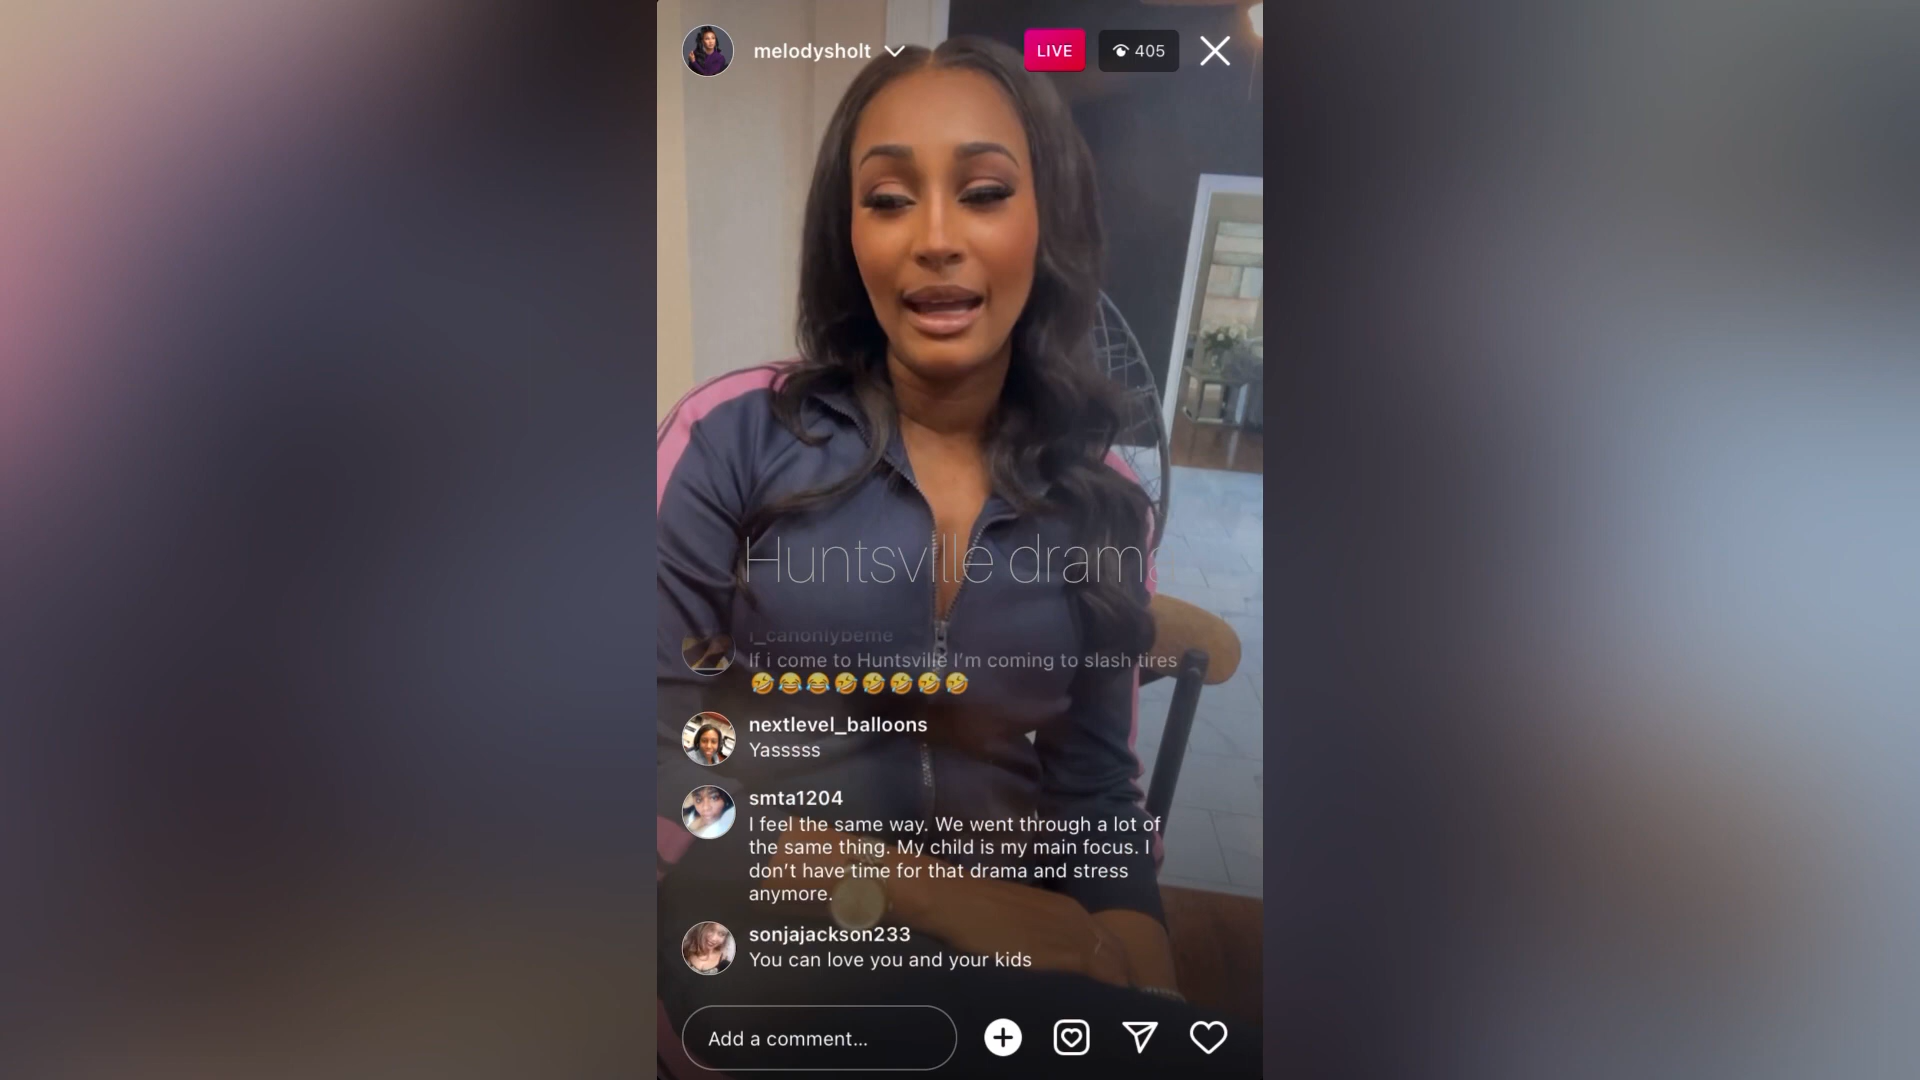 melodysholt
LIVE
405
Huntsville drama
i_canonlybeme
If i come to Huntsville I’m coming to slash tires
🤣😂😂🤣🤣🤣🤣🤣
nextlevel_balloons
Yasssss
smta1204
I feel the same way. We went through a lot of
the same thing. My child is my main focus. I
don’t have time for that drama and stress
anymore.
sonjajackson233
You can love you and your kids
Add a comment...